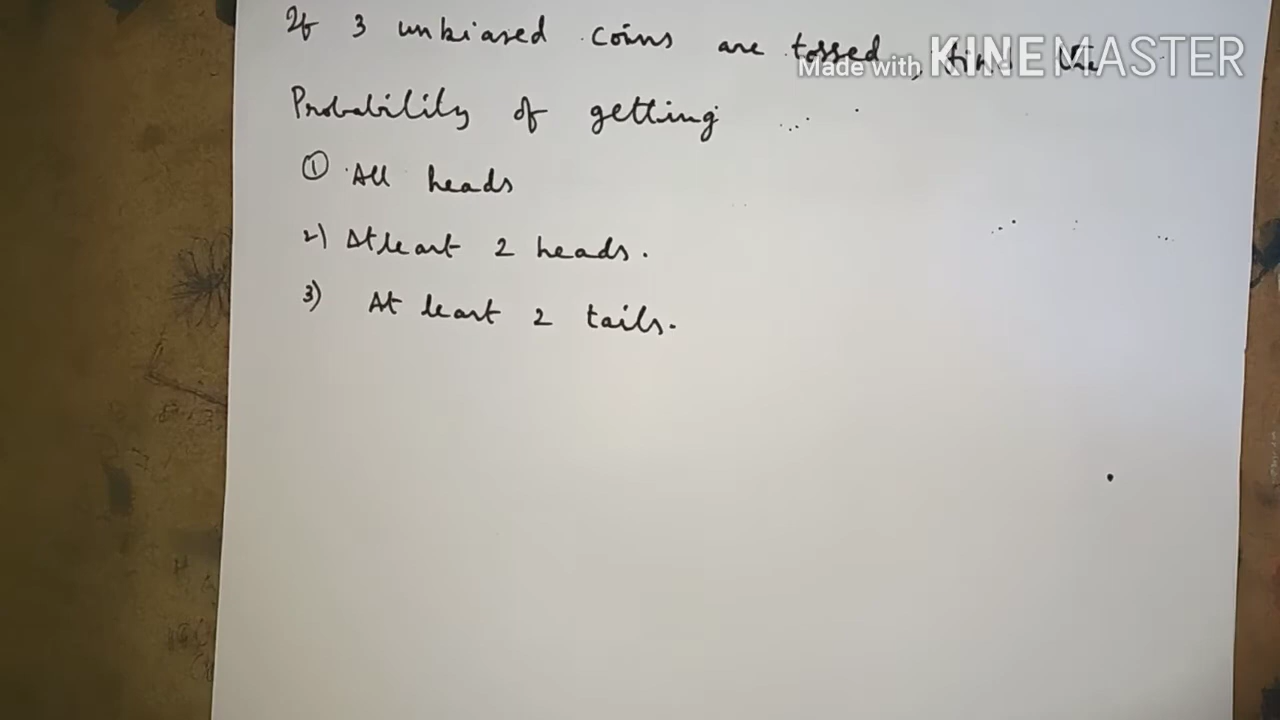 If 3 unbiased coins are tossed, find the
Made with KINEMASTER
Probability of getting
① All heads
2) Atleast 2 heads.
3) At least 2 tails.